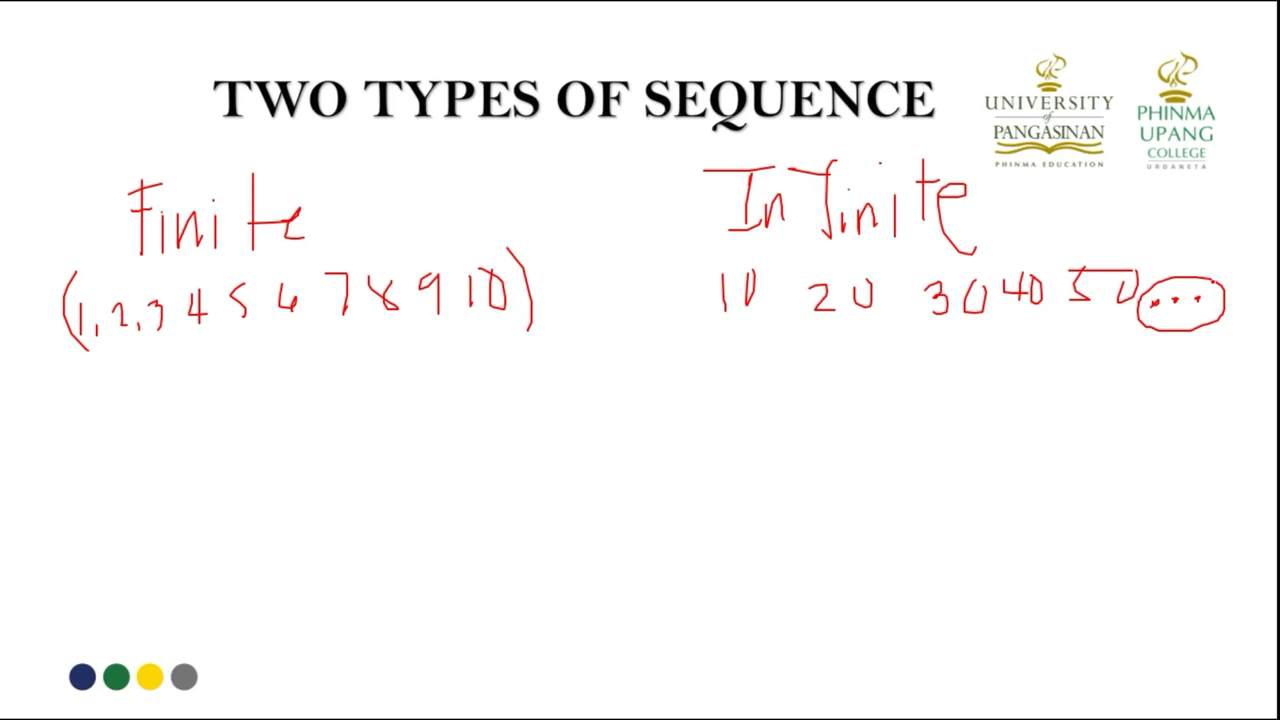 TWO TYPES OF SEQUENCE
UNIVERSITY
of
PANGASINAN
PHINMA EDUCATION
PHINMA
UPANG
COLLEGE
URDANETA
Finite
Infinite
(1, 2, 3 4 5 6 7 8 9 10)
10 20 30 40 50 ...